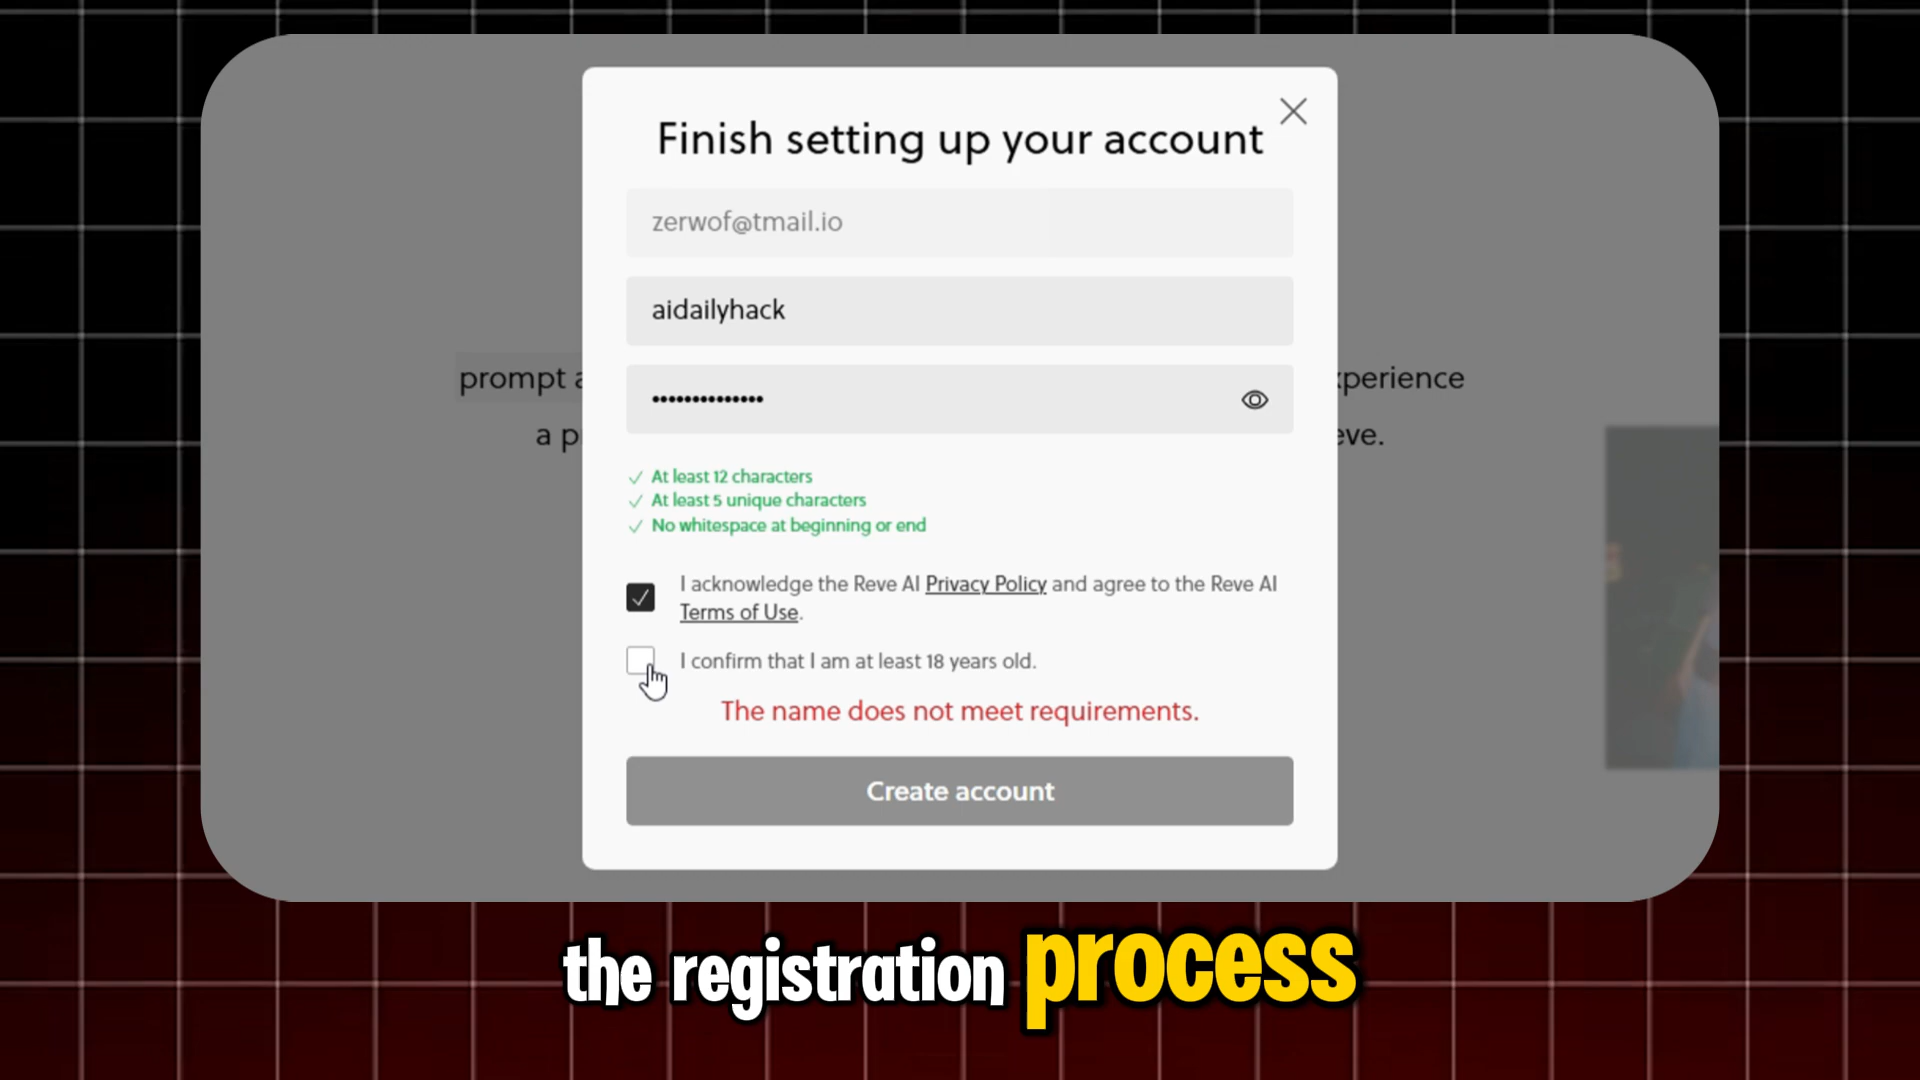 Finish setting up your account
zerwof@tmail.io
aidailyhack
••••••••••••••
prompt a
xperience
a p
eve.
✓ At least 12 characters
✓ At least 5 unique characters
✓ No whitespace at beginning or end
I acknowledge the Reve AI Privacy Policy and agree to the Reve AI
Terms of Use.
I confirm that I am at least 18 years old.
The name does not meet requirements.
Create account
the registration process